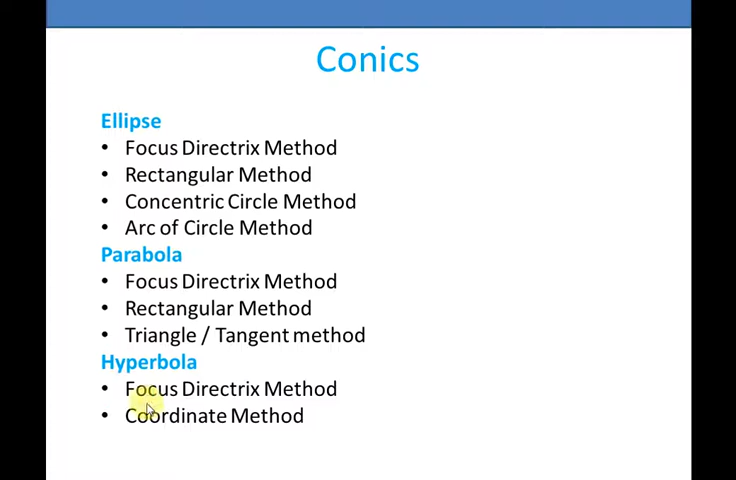 Conics
Ellipse
• Focus Directrix Method
• Rectangular Method
• Concentric Circle Method
• Arc of Circle Method
Parabola
• Focus Directrix Method
• Rectangular Method
• Triangle / Tangent method
Hyperbola
• Focus Directrix Method
• Coordinate Method